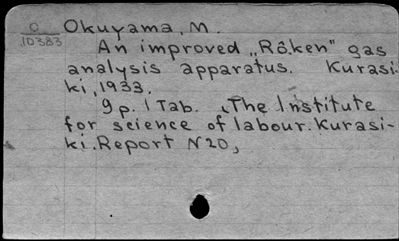 O
10383
Okuyama, M.
An improved „Rôken" gas
analysis apparatus. Kurasi-
ki, 1933.
9 p. 1 Tab. (The Institute
for science of labour. Kurasi-
ki. Report N 20,